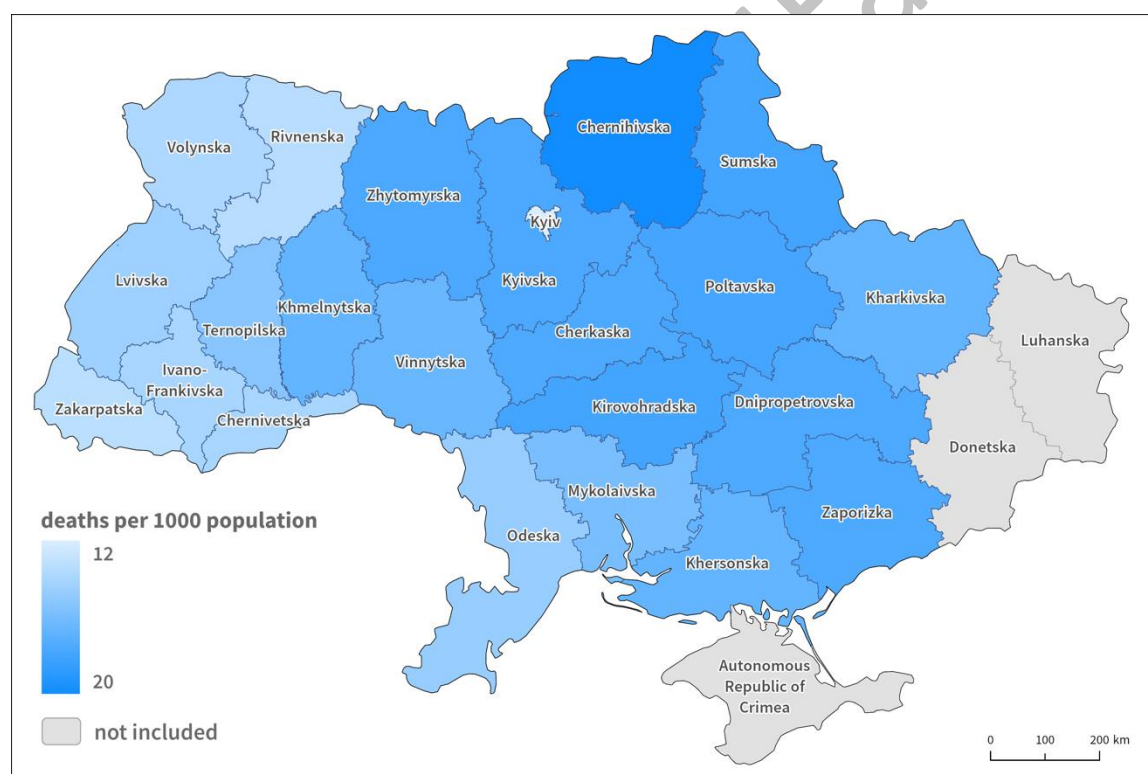 Chernihivska
Rivnenska
Volynska
Sumska
Zhytomyrska
Kyiv
Lvivska
Kyivska
Poltavska
Kharkivska
Khmelnytska
Ternopilska
Cherkaska
Luhanska
Vinnytska
Ivano-
Frankivska
Zakarpatska
Chernivetska
Kirovohradska
Dnipropetrovska
Donetska
Mykolaivska
Zaporizka
Odeska
Khersonska
Autonomous
Republic of
Crimea
deaths per 1000 population
12
20
not included
0 100 200 km